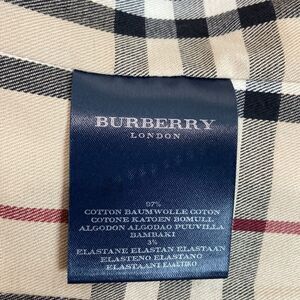 BURBERRY
LONDON
97%
COTTON BAUMWOLLE COTON
COTONE KATOEN BOMULL
ALGODON ALGODAO PUUVILLA
BAMBAKI
3%
ELASTANE ELASTAN ELASTAAN
ELASTENO ELASTANO
ELASTAANI ΕΛΑΣΤΙΚΟ